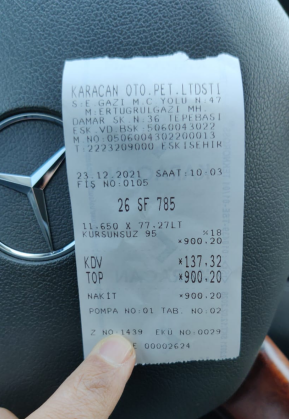 KARACAN OTO.PET.LTDŞTİ
S.E.GAZİ M.C YOLU N.47
M.ERTUĞRULGAZİ MH.
DAMAR SK.N:36 TEPEBAŞI
ESK.VD BSK:5060043022
M NO:0506004302200013
T:2223209000 ESKİŞEHİR
23.12.2021 SAAT:10:03
FİŞ NO:0105
26 SF 785
11.650 X 77.27LT
KURŞUNSUZ 95 %18
*900.20
KDV *137.32
TOP *900.20
NAKİT *900.20
POMPA NO:01 TAB. NO:02
Z NO:1439 EKÜ NO:0029
F 00002624